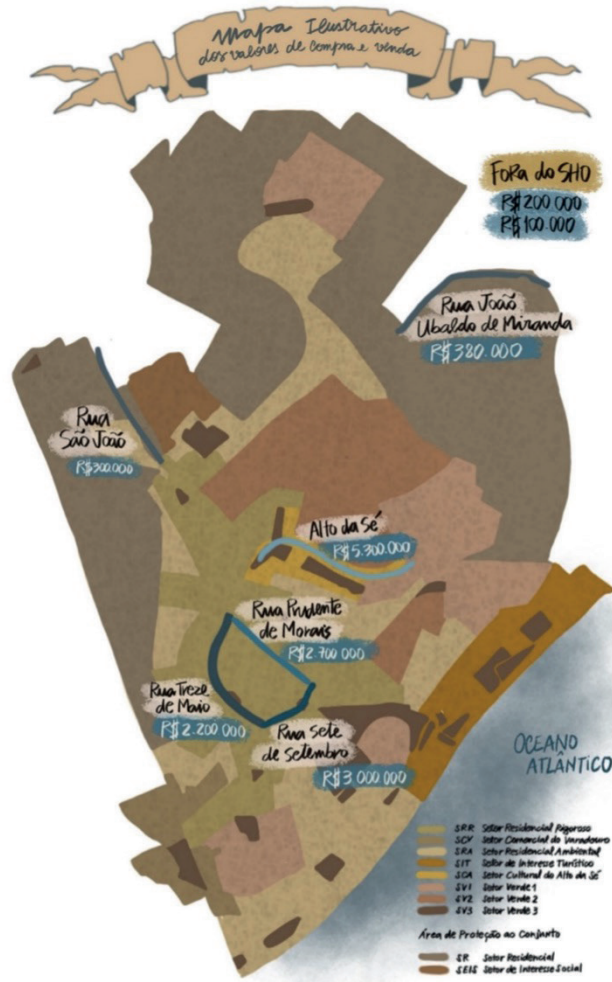 Mapa Ilustrativo
dos valores de compra e venda
FORA do SHO
R$ 200.000
R$ 100.000
Rua João
Ubaldo de Miranda
R$ 380.000
Rua
São João
R$ 300.000
Alto da Sé
R$ 5.300.000
Rua Prudente
de Morais
R$ 2.700.000
Rua Treze
de Maio
R$ 2.200.000
Rua Sete
de Setembro
R$ 3.000.000
OCEANO
ATLÂNTICO
SRR Setor Residencial Rigoroso
SCV Setor Comercial do Varadouro
SRA Setor Residencial Ambiental
SIT Setor de Interesse Turístico
SCA Setor Cultural do Alto da Sé
SV1 Setor Verde 1
SV2 Setor Verde 2
SV3 Setor Verde 3
Área de Proteção ao Conjunto
SR Setor Residencial
SEIS Setor de Interesse Social